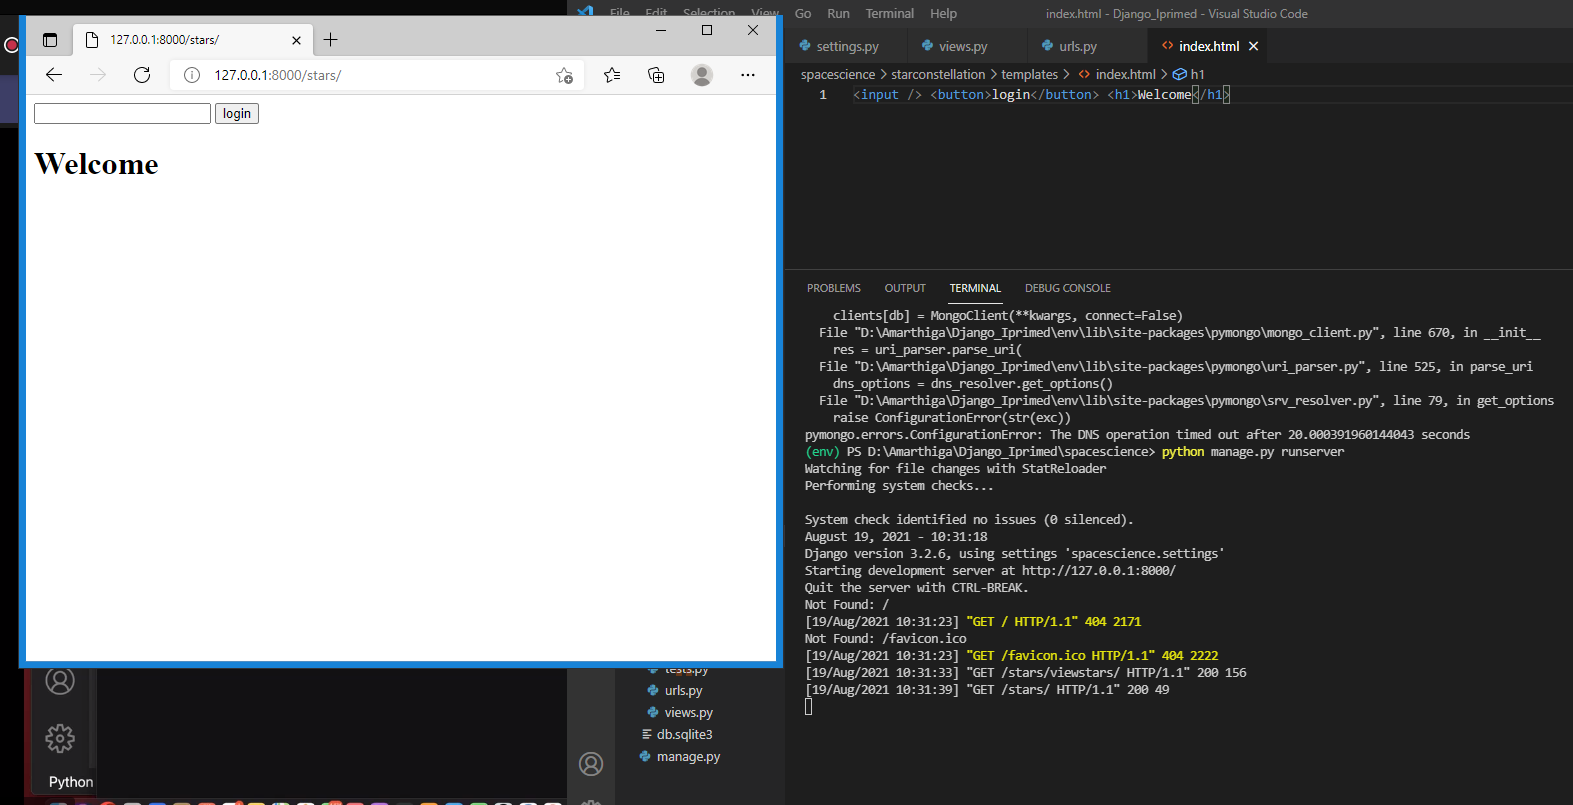 File Edit Selection View Go Run Terminal Help
index.html - Django_Iprimed - Visual Studio Code
127.0.0.1:8000/stars/
127.0.0.1:8000/stars/
login
Welcome
settings.py
views.py
urls.py
index.html
spacescience > starconstellation > templates > index.html > h1
1 <input /> <button>login</button> <h1>Welcome</h1>
PROBLEMS OUTPUT TERMINAL DEBUG CONSOLE
clients[db] = MongoClient(**kwargs, connect=False)
File "D:\Amarthiga\Django_Iprimed\env\lib\site-packages\pymongo\mongo_client.py", line 670, in __init__
res = uri_parser.parse_uri(
File "D:\Amarthiga\Django_Iprimed\env\lib\site-packages\pymongo\uri_parser.py", line 525, in parse_uri
dns_options = dns_resolver.get_options()
File "D:\Amarthiga\Django_Iprimed\env\lib\site-packages\pymongo\srv_resolver.py", line 79, in get_options
raise ConfigurationError(str(exc))
pymongo.errors.ConfigurationError: The DNS operation timed out after 20.000391960144043 seconds
(env) PS D:\Amarthiga\Django_Iprimed\spacescience> python manage.py runserver
Watching for file changes with StatReloader
Performing system checks...
System check identified no issues (0 silenced).
August 19, 2021 - 10:31:18
Django version 3.2.6, using settings 'spacescience.settings'
Starting development server at http://127.0.0.1:8000/
Quit the server with CTRL-BREAK.
Not Found: /
[19/Aug/2021 10:31:23] "GET / HTTP/1.1" 404 2171
Not Found: /favicon.ico
[19/Aug/2021 10:31:23] "GET /favicon.ico HTTP/1.1" 404 2222
[19/Aug/2021 10:31:33] "GET /stars/viewstars/ HTTP/1.1" 200 156
[19/Aug/2021 10:31:39] "GET /stars/ HTTP/1.1" 200 49
tests.py
urls.py
views.py
db.sqlite3
manage.py
Python